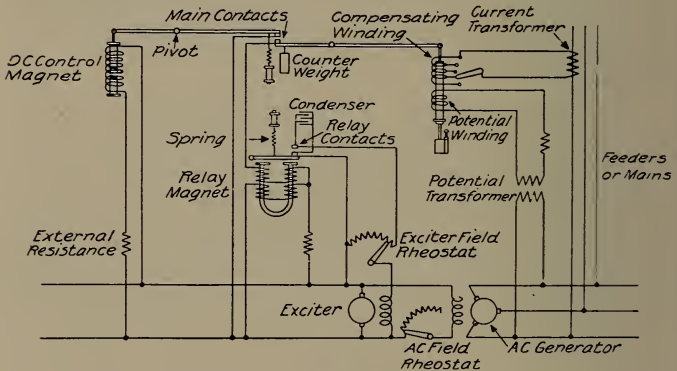 Main Contacts
Compensating
Winding
Current
Transformer
DC Control
Magnet
Pivot
Counter
Weight
Condenser
Relay
Contacts
Potential
Winding
Spring
Relay
Magnet
Potential
Transformer
Feeders
or Mains
External
Resistance
Exciter Field
Rheostat
Exciter
AC Field
Rheostat
AC Generator